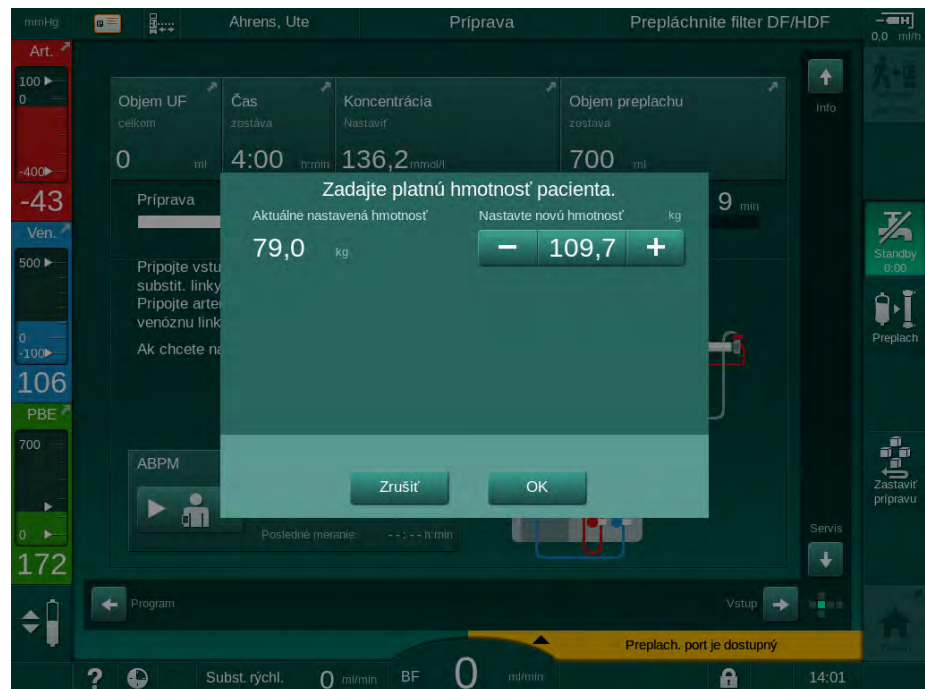 mmHg
Ahrens, Ute
Príprava
Prepláchnite filter DF/HDF
H
0,0 ml/h
Art.
100
0
-400
-43
Ven.
500
0
-100
106
PBE
700
0
172
Objem UF
celkom
0 ml
Čas
zostáva
4:00 h:min
Koncentrácia
Nastaviť
136,2 mmol/l
Objem preplachu
zostáva
700 ml
Info
Príprava
9 min
Zadajte platnú hmotnosť pacienta.
Aktuálne nastavená hmotnosť
79,0 kg
Nastavte novú hmotnosť kg
− 109,7 +
Zrušiť
OK
Pripojte vstu
substit. linky
Pripojte arte
venóznu link
Ak chcete na
ABPM
Posledné meranie: --:-- h:min
Standby
0:00
Preplach
Zastaviť
prípravu
Servis
Program
Vstup
Preplach. port je dostupný
?
Subst. rýchl. 0 ml/min
BF 0 ml/min
14:01